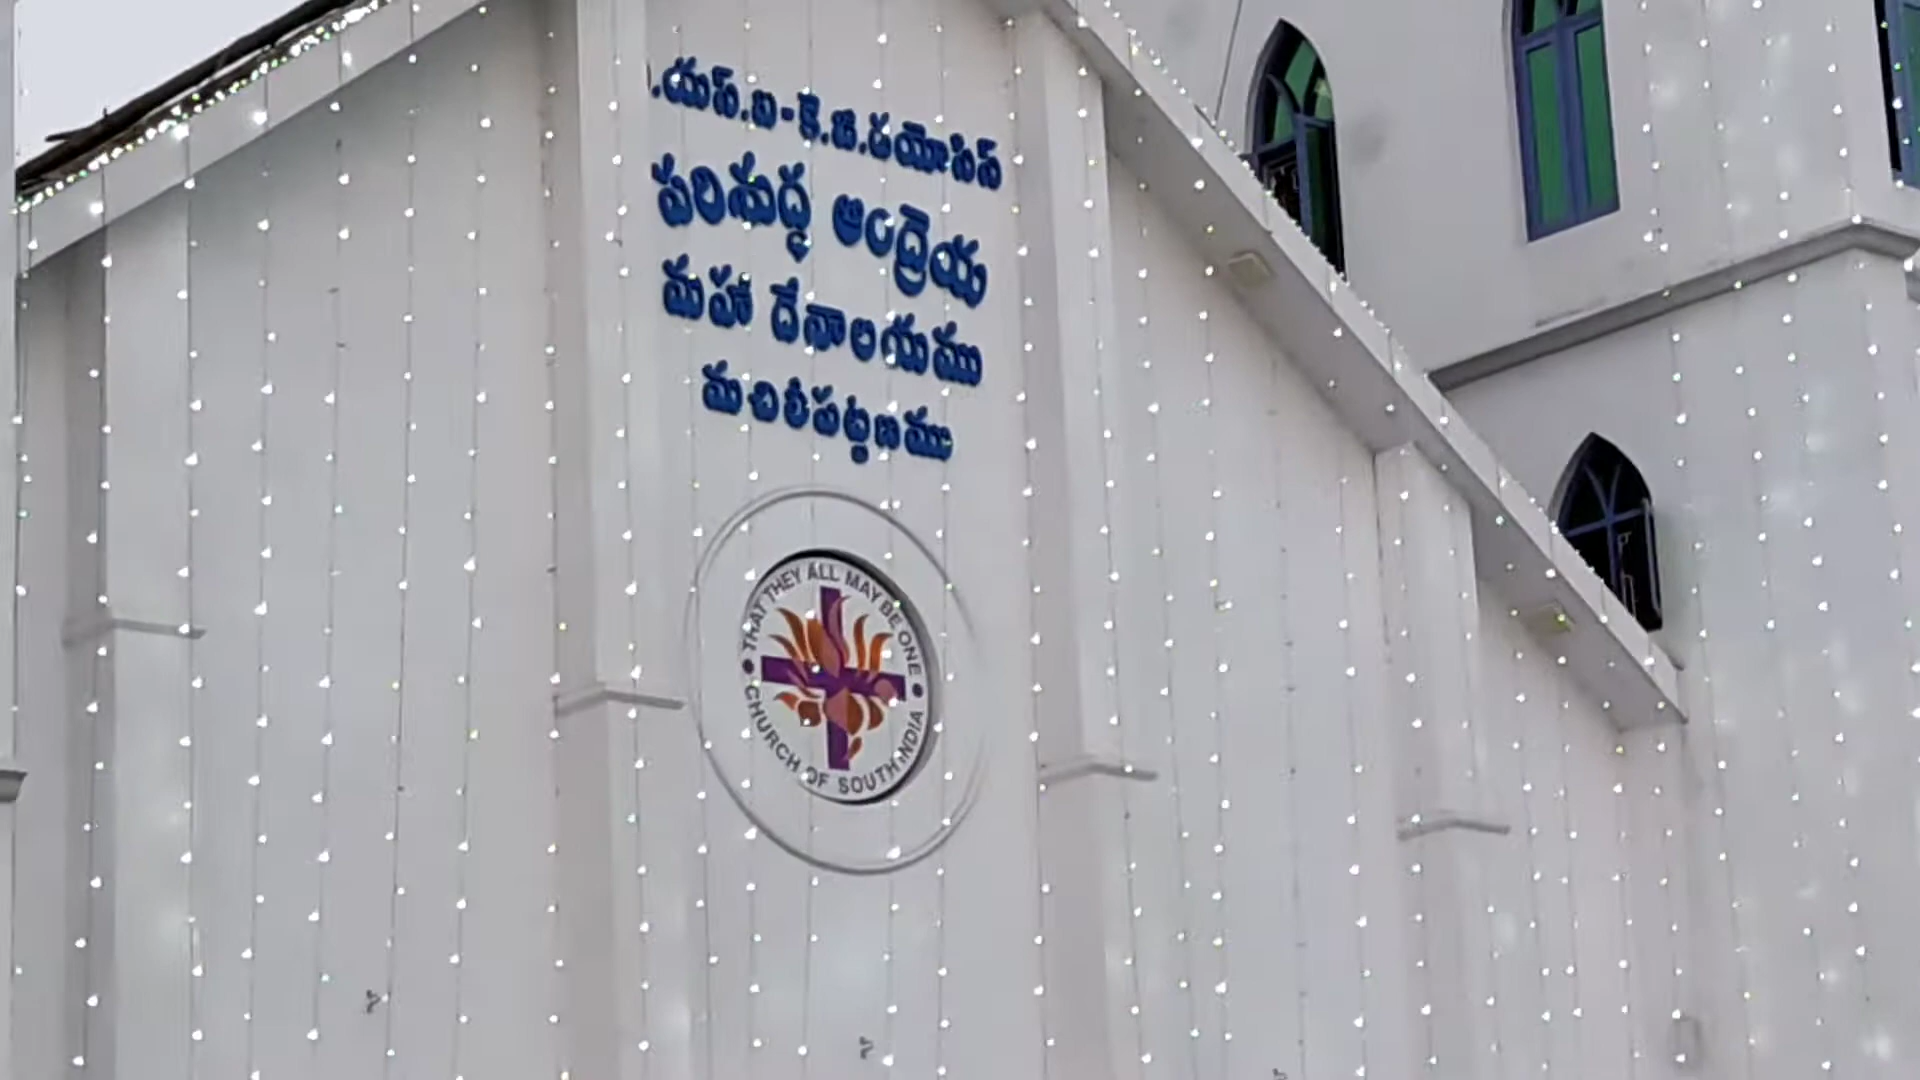 .యస్.ఐ-కె.జి.డయోసిస్
పరిశుద్ధ ఆంద్రెయ
మహా దేవాలయము
మచిలీపట్టణము
THAT THEY ALL MAY BE ONE
CHURCH OF SOUTH INDIA